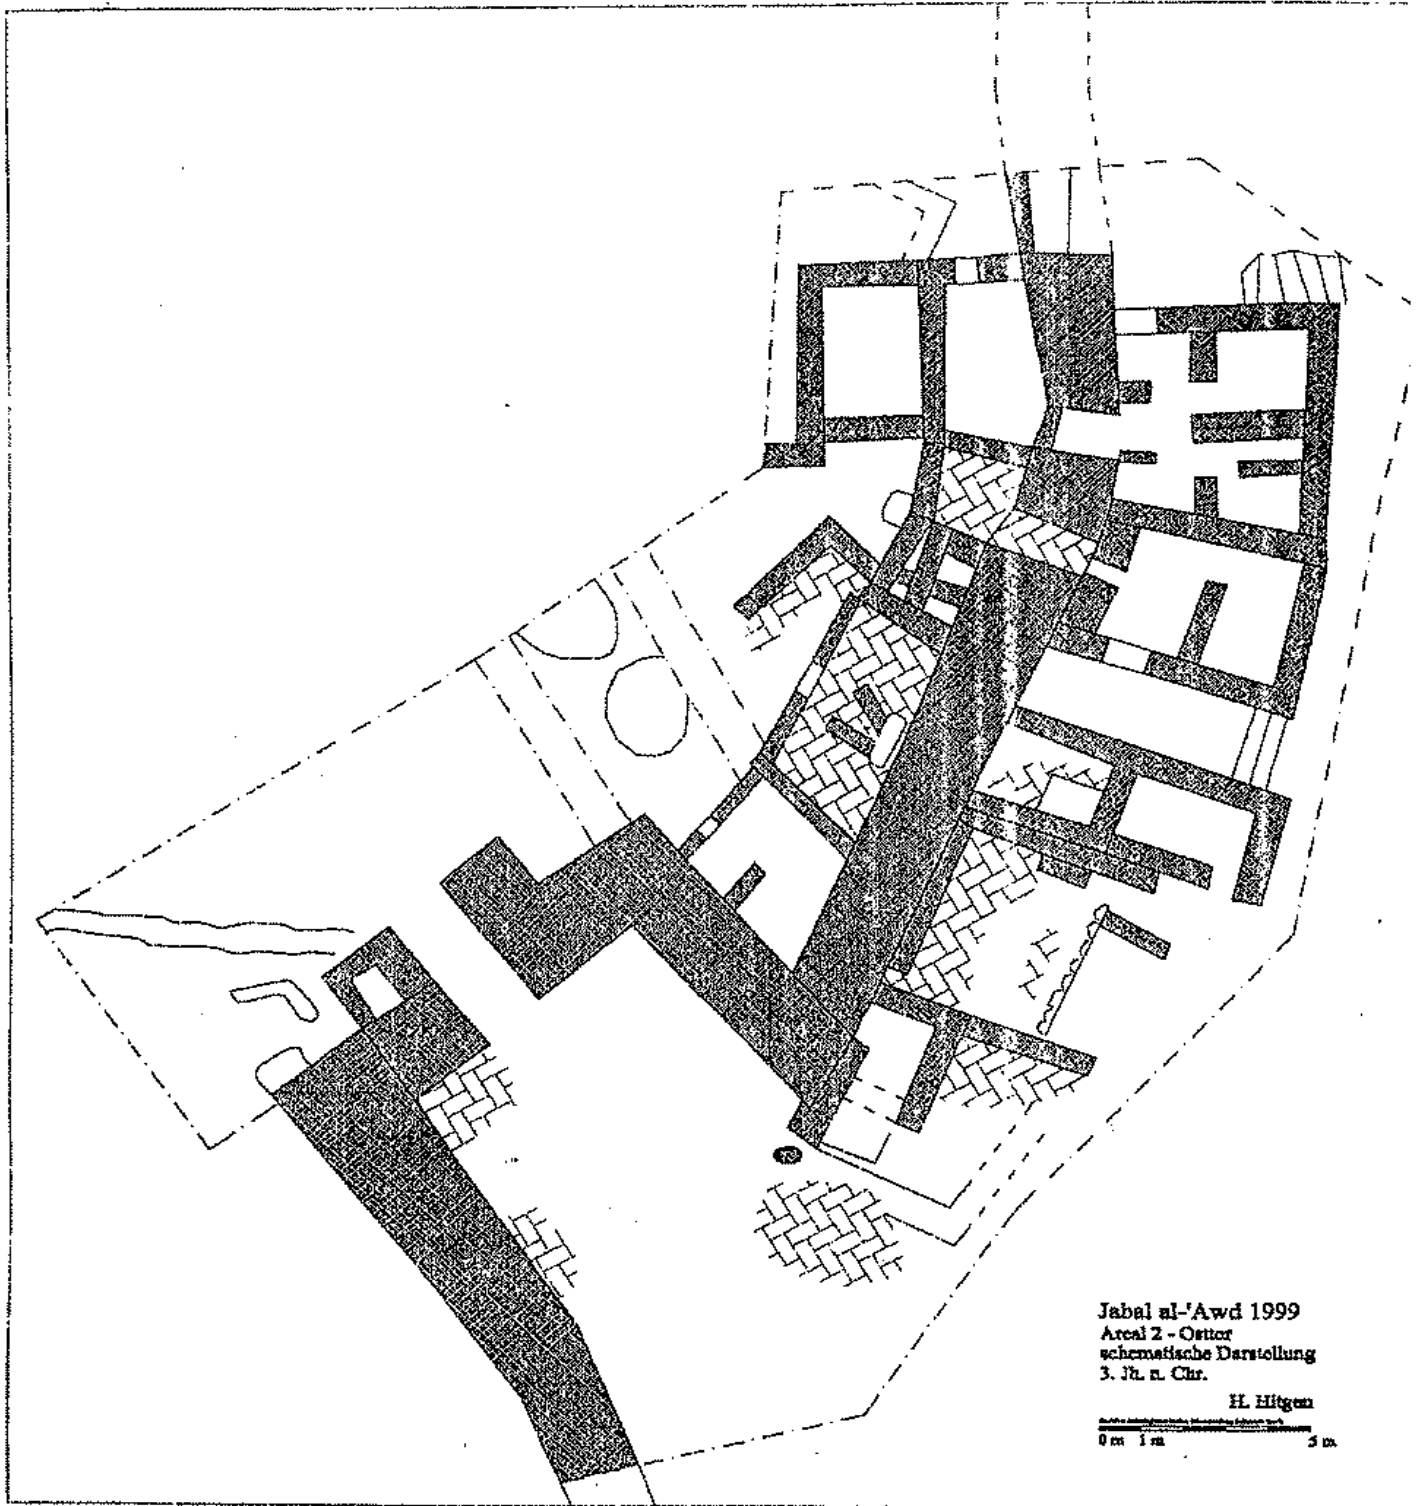 Jabal al-'Awd 1999
Areal 2 - Osttor
schematische Darstellung
3. Jh. n. Chr.
H. Hitgen
0 m 1 m 5 m